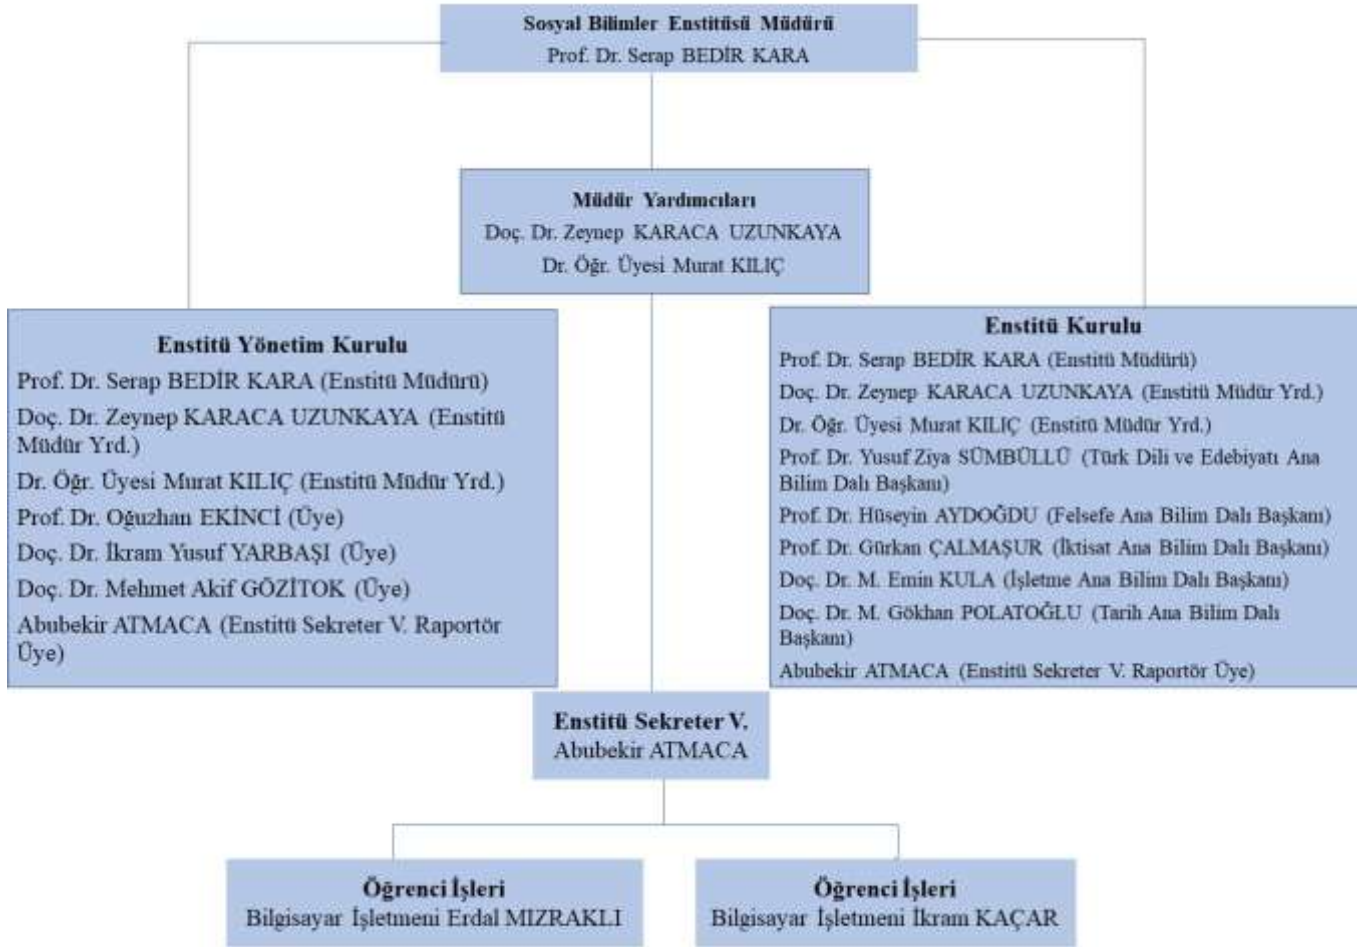 Sosyal Bilimler Enstitüsü Müdürü
Prof. Dr. Serap BEDİR KARA
Müdür Yardımcıları
Doç. Dr. Zeynep KARACA UZUNKAYA
Dr. Öğr. Üyesi Murat KILIÇ
Enstitü Yönetim Kurulu
Prof. Dr. Serap BEDİR KARA (Enstitü Müdürü)
Doç. Dr. Zeynep KARACA UZUNKAYA (Enstitü
Müdür Yrd.)
Dr. Öğr. Üyesi Murat KILIÇ (Enstitü Müdür Yrd.)
Prof. Dr. Oğuzhan EKİNCİ (Üye)
Doç. Dr. İkram Yusuf YARBAŞI (Üye)
Doç. Dr. Mehmet Akif GÖZİTOK (Üye)
Abubekir ATMACA (Enstitü Sekreter V. Raportör
Üye)
Enstitü Kurulu
Prof. Dr. Serap BEDİR KARA (Enstitü Müdürü)
Doç. Dr. Zeynep KARACA UZUNKAYA (Enstitü Müdür Yrd.)
Dr. Öğr. Üyesi Murat KILIÇ (Enstitü Müdür Yrd.)
Prof. Dr. Yusuf Ziya SÜMBÜLLÜ (Türk Dili ve Edebiyatı Ana
Bilim Dalı Başkanı)
Prof. Dr. Hüseyin AYDOĞDU (Felsefe Ana Bilim Dalı Başkanı)
Prof. Dr. Gürkan ÇALMAŞUR (İktisat Ana Bilim Dalı Başkanı)
Doç. Dr. M. Emin KULA (İşletme Ana Bilim Dalı Başkanı)
Doç. Dr. M. Gökhan POLATOĞLU (Tarih Ana Bilim Dalı
Başkanı)
Abubekir ATMACA (Enstitü Sekreter V. Raportör Üye)
Enstitü Sekreter V.
Abubekir ATMACA
Öğrenci İşleri
Bilgisayar İşletmeni Erdal MIZRAKLI
Öğrenci İşleri
Bilgisayar İşletmeni İkram KAÇAR